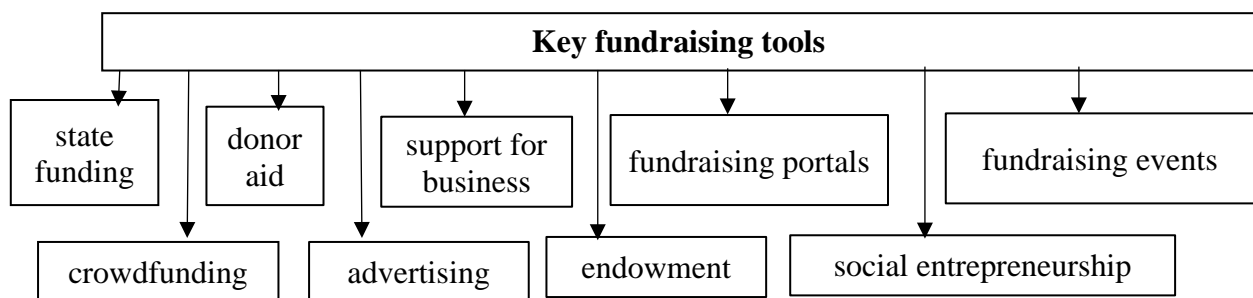 Key fundraising tools
state
funding
donor
aid
support for
business
fundraising portals
fundraising events
crowdfunding
advertising
endowment
social entrepreneurship